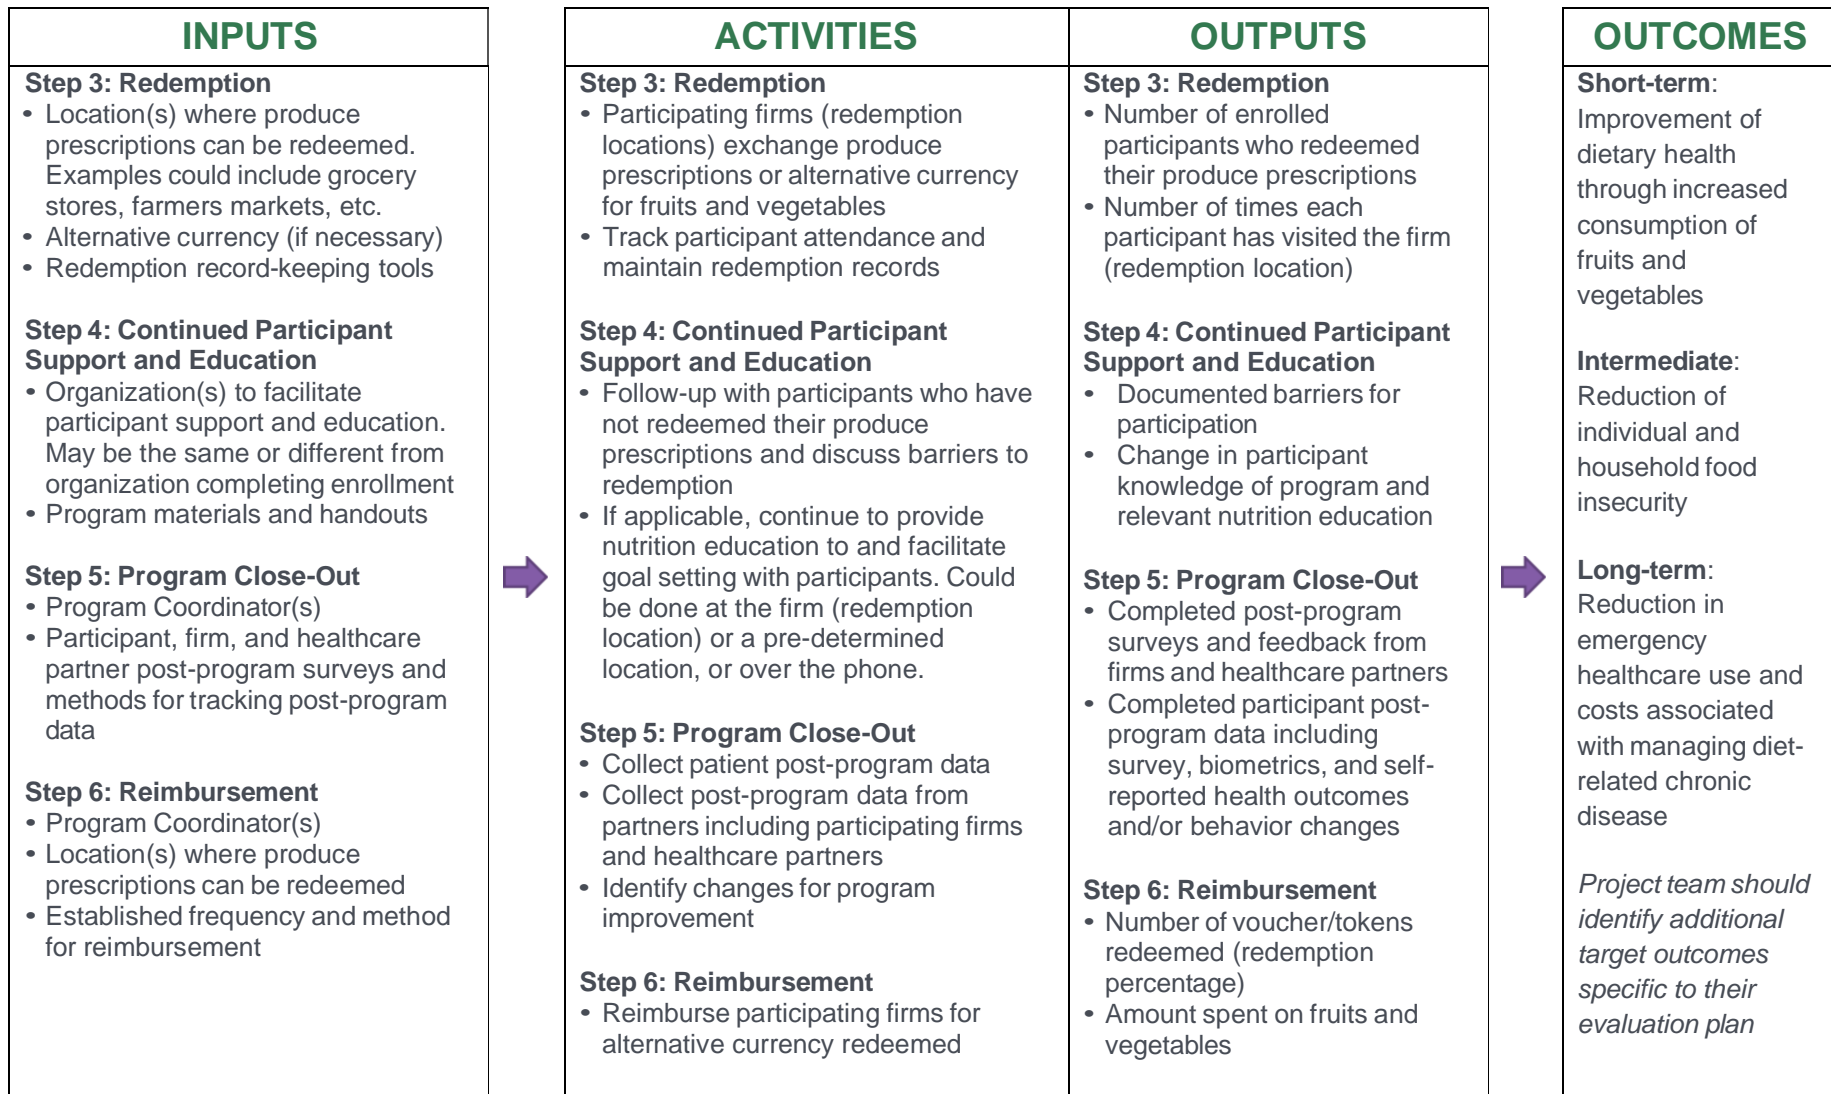 INPUTS
Step 3: Redemption
• Location(s) where produce
prescriptions can be redeemed.
Examples could include grocery
stores, farmers markets, etc.
• Alternative currency (if necessary)
• Redemption record-keeping tools
Step 4: Continued Participant
Support and Education
• Organization(s) to facilitate
participant support and education.
May be the same or different from
organization completing enrollment
• Program materials and handouts
Step 5: Program Close-Out
• Program Coordinator(s)
• Participant, firm, and healthcare
partner post-program surveys and
methods for tracking post-program
data
Step 6: Reimbursement
• Program Coordinator(s)
• Location(s) where produce
prescriptions can be redeemed
• Established frequency and method
for reimbursement
ACTIVITIES
Step 3: Redemption
• Participating firms (redemption
locations) exchange produce
prescriptions or alternative currency
for fruits and vegetables
• Track participant attendance and
maintain redemption records
Step 4: Continued Participant
Support and Education
• Follow-up with participants who have
not redeemed their produce
prescriptions and discuss barriers to
redemption
• If applicable, continue to provide
nutrition education to and facilitate
goal setting with participants. Could
be done at the firm (redemption
location) or a pre-determined
location, or over the phone.
Step 5: Program Close-Out
• Collect patient post-program data
• Collect post-program data from
partners including participating firms
and healthcare partners
• Identify changes for program
improvement
Step 6: Reimbursement
• Reimburse participating firms for
alternative currency redeemed
OUTPUTS
Step 3: Redemption
• Number of enrolled
participants who redeemed
their produce prescriptions
• Number of times each
participant has visited the firm
(redemption location)
Step 4: Continued Participant
Support and Education
• Documented barriers for
participation
• Change in participant
knowledge of program and
relevant nutrition education
Step 5: Program Close-Out
• Completed post-program
surveys and feedback from
firms and healthcare partners
• Completed participant post-
program data including
survey, biometrics, and self-
reported health outcomes
and/or behavior changes
Step 6: Reimbursement
• Number of voucher/tokens
redeemed (redemption
percentage)
• Amount spent on fruits and
vegetables
OUTCOMES
Short-term:
Improvement of
dietary health
through increased
consumption of
fruits and
vegetables
Intermediate:
Reduction of
individual and
household food
insecurity
Long-term:
Reduction in
emergency
healthcare use and
costs associated
with managing diet-
related chronic
disease
Project team should
identify additional
target outcomes
specific to their
evaluation plan